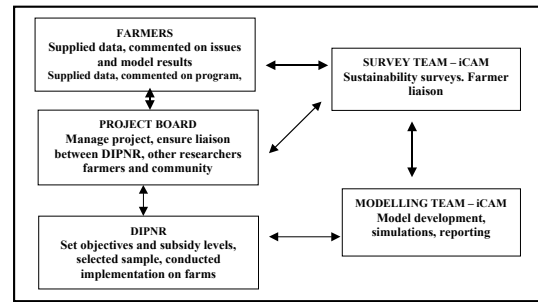 FARMERS
Supplied data, commented on issues
and model results
Supplied data, commented on program,
SURVEY TEAM – iCAM
Sustainability surveys. Farmer
liaison
PROJECT BOARD
Manage project, ensure liaison
between DIPNR, other researchers
farmers and community
MODELLING TEAM – iCAM
Model development,
simulations, reporting
DIPNR
Set objectives and subsidy levels,
selected sample, conducted
implementation on farms